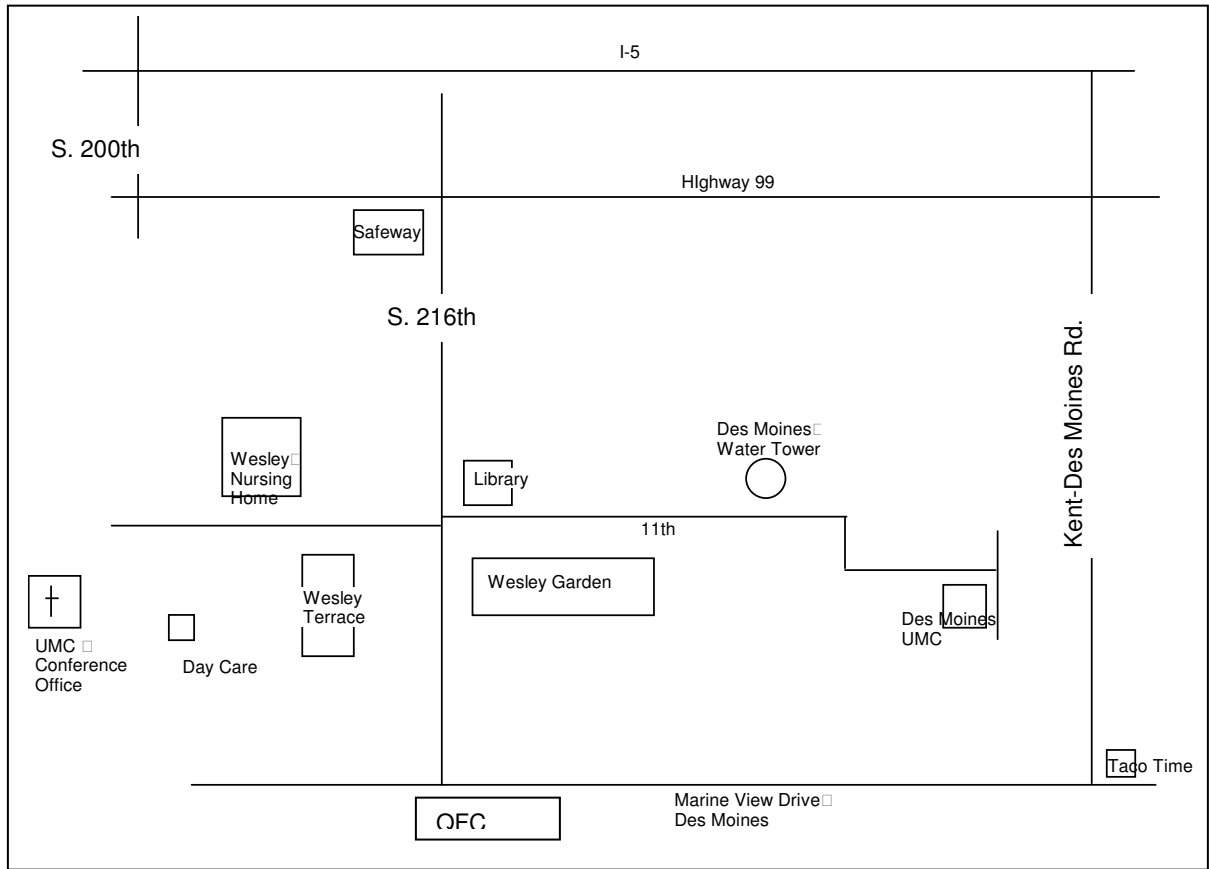 I-5
S. 200th
HIghway 99
Safeway
S. 216th
Kent-Des Moines Rd.
Des Moines
Water Tower
Wesley
Nursing
Home
Library
11th
Wesley Garden
Wesley
Terrace
Des Moines
UMC
UMC
Conference
Office
Day Care
Taco Time
Marine View Drive
Des Moines
QFC